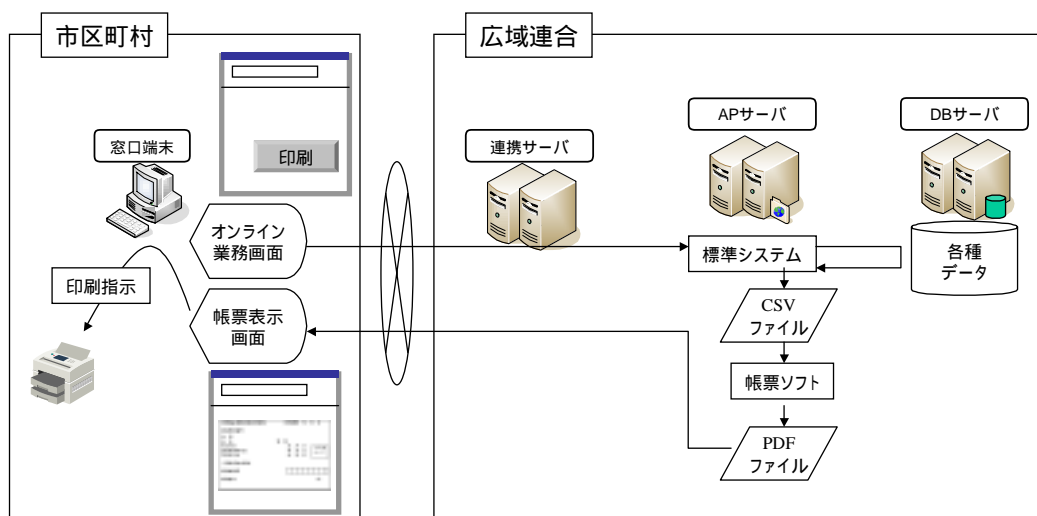 市区町村
広域連合
窓口端末
印刷
連携サーバ
APサーバ
DBサーバ
オンライン
業務画面
標準システム
各種
データ
印刷指示
帳票表示
画面
CSV
ファイル
帳票ソフト
PDF
ファイル